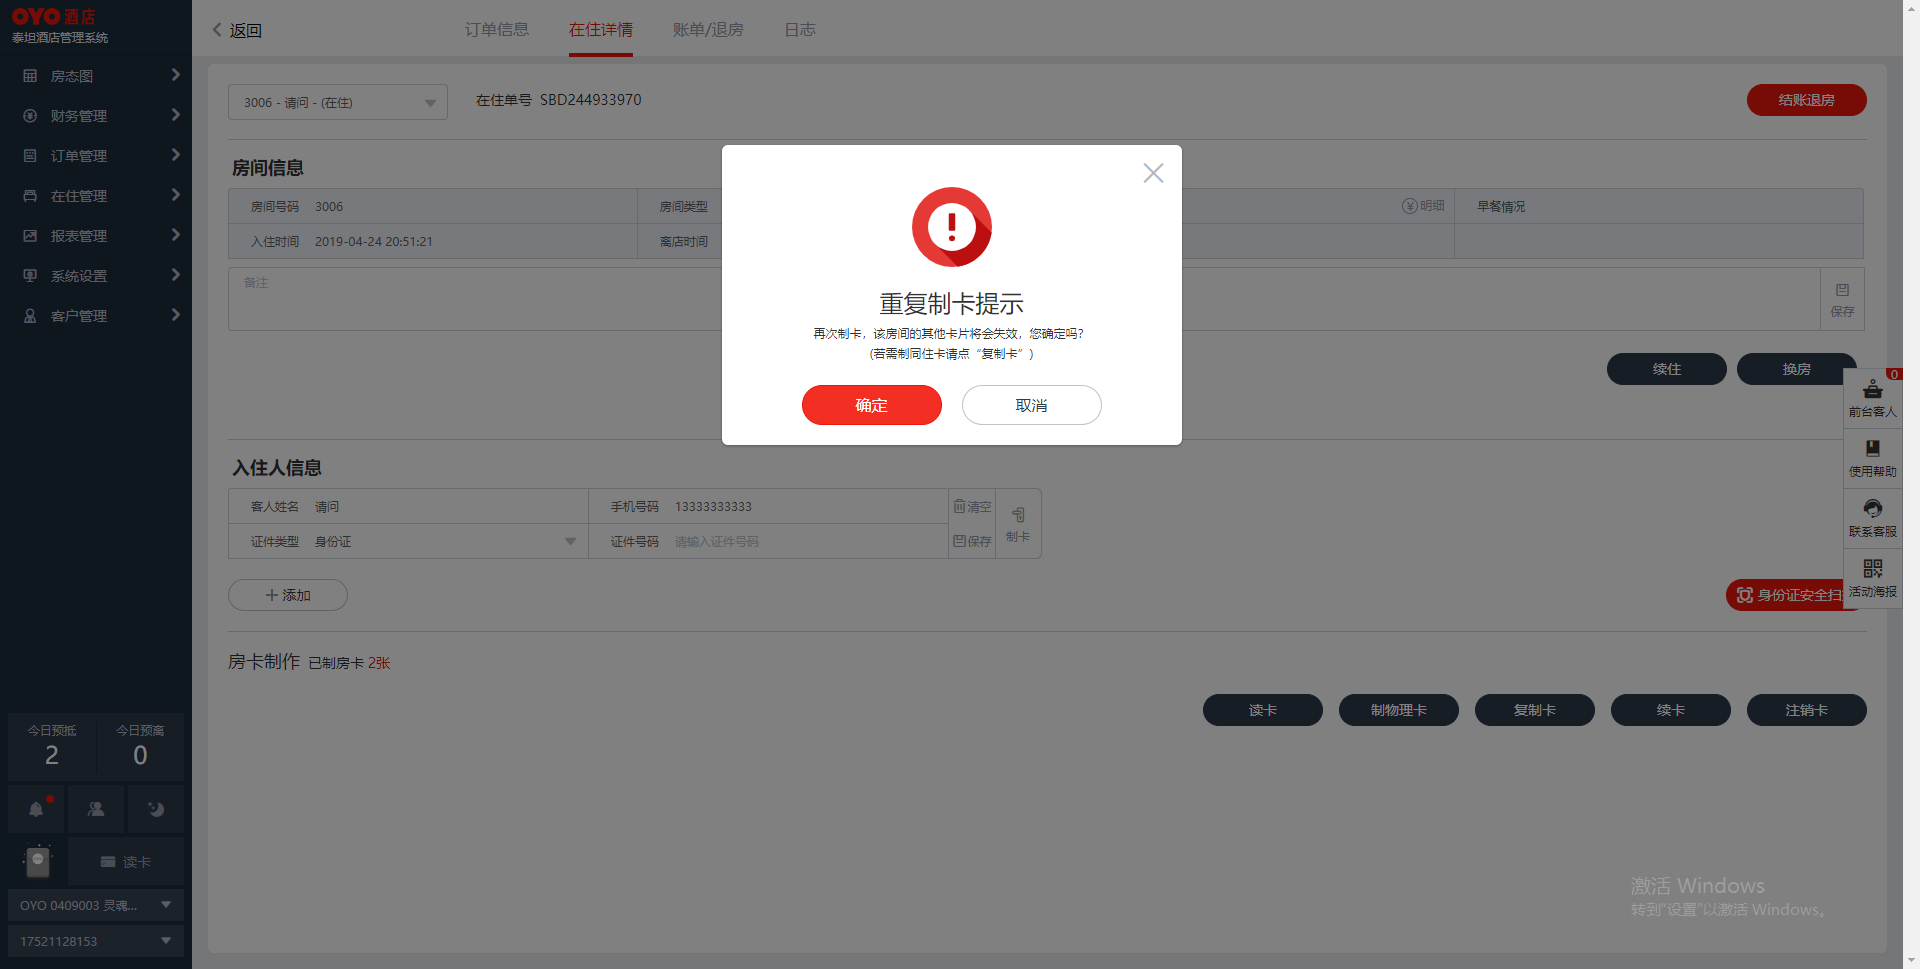 OYO 酒店
泰坦酒店管理系统
房态图
财务管理
订单管理
在住管理
报表管理
系统设置
客户管理
今日预抵
2
今日预离
0
读卡
OYO 0409003 灵魂...
17521128153
返回
订单信息
在住详情
账单/退房
日志
3006 - 请问 - (在住)
在住单号 SBD244933970
结账退房
房间信息
房间号码 3006
房间类型
明细
早餐情况
入住时间 2019-04-24 20:51:21
离店时间
备注
保存
续住
换房
重复制卡提示
再次制卡，该房间的其他卡片将会失效，您确定吗?
(若需制同住卡请点“复制卡”)
确定
取消
0
前台客人
使用帮助
联系客服
活动海报
入住人信息
客人姓名 请问
手机号码 13333333333
清空
证件类型 身份证
证件号码 请输入证件号码
保存
制卡
添加
身份证安全扫
房卡制作 已制房卡 2张
读卡
制物理卡
复制卡
续卡
注销卡
激活 Windows
转到“设置”以激活 Windows。